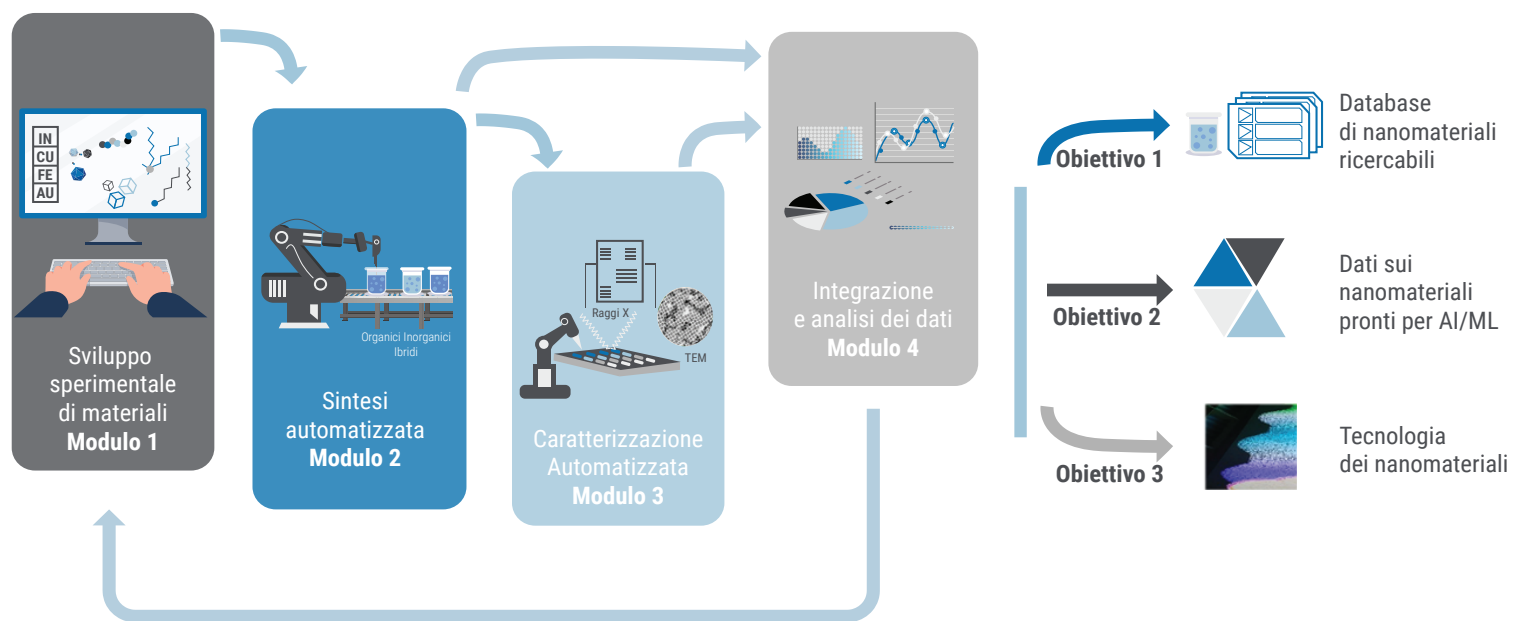 IN
CU
FE
AU
Sviluppo
sperimentale
di materiali
Modulo 1
Organici Inorganici
Ibridi
Sintesi
automatizzata
Modulo 2
Raggi X
TEM
Caratterizzazione
Automatizzata
Modulo 3
Integrazione
e analisi dei dati
Modulo 4
Obiettivo 1
Database
di nanomateriali
ricercabili
Obiettivo 2
Dati sui
nanomateriali
pronti per AI/ML
Obiettivo 3
Tecnologia
dei nanomateriali